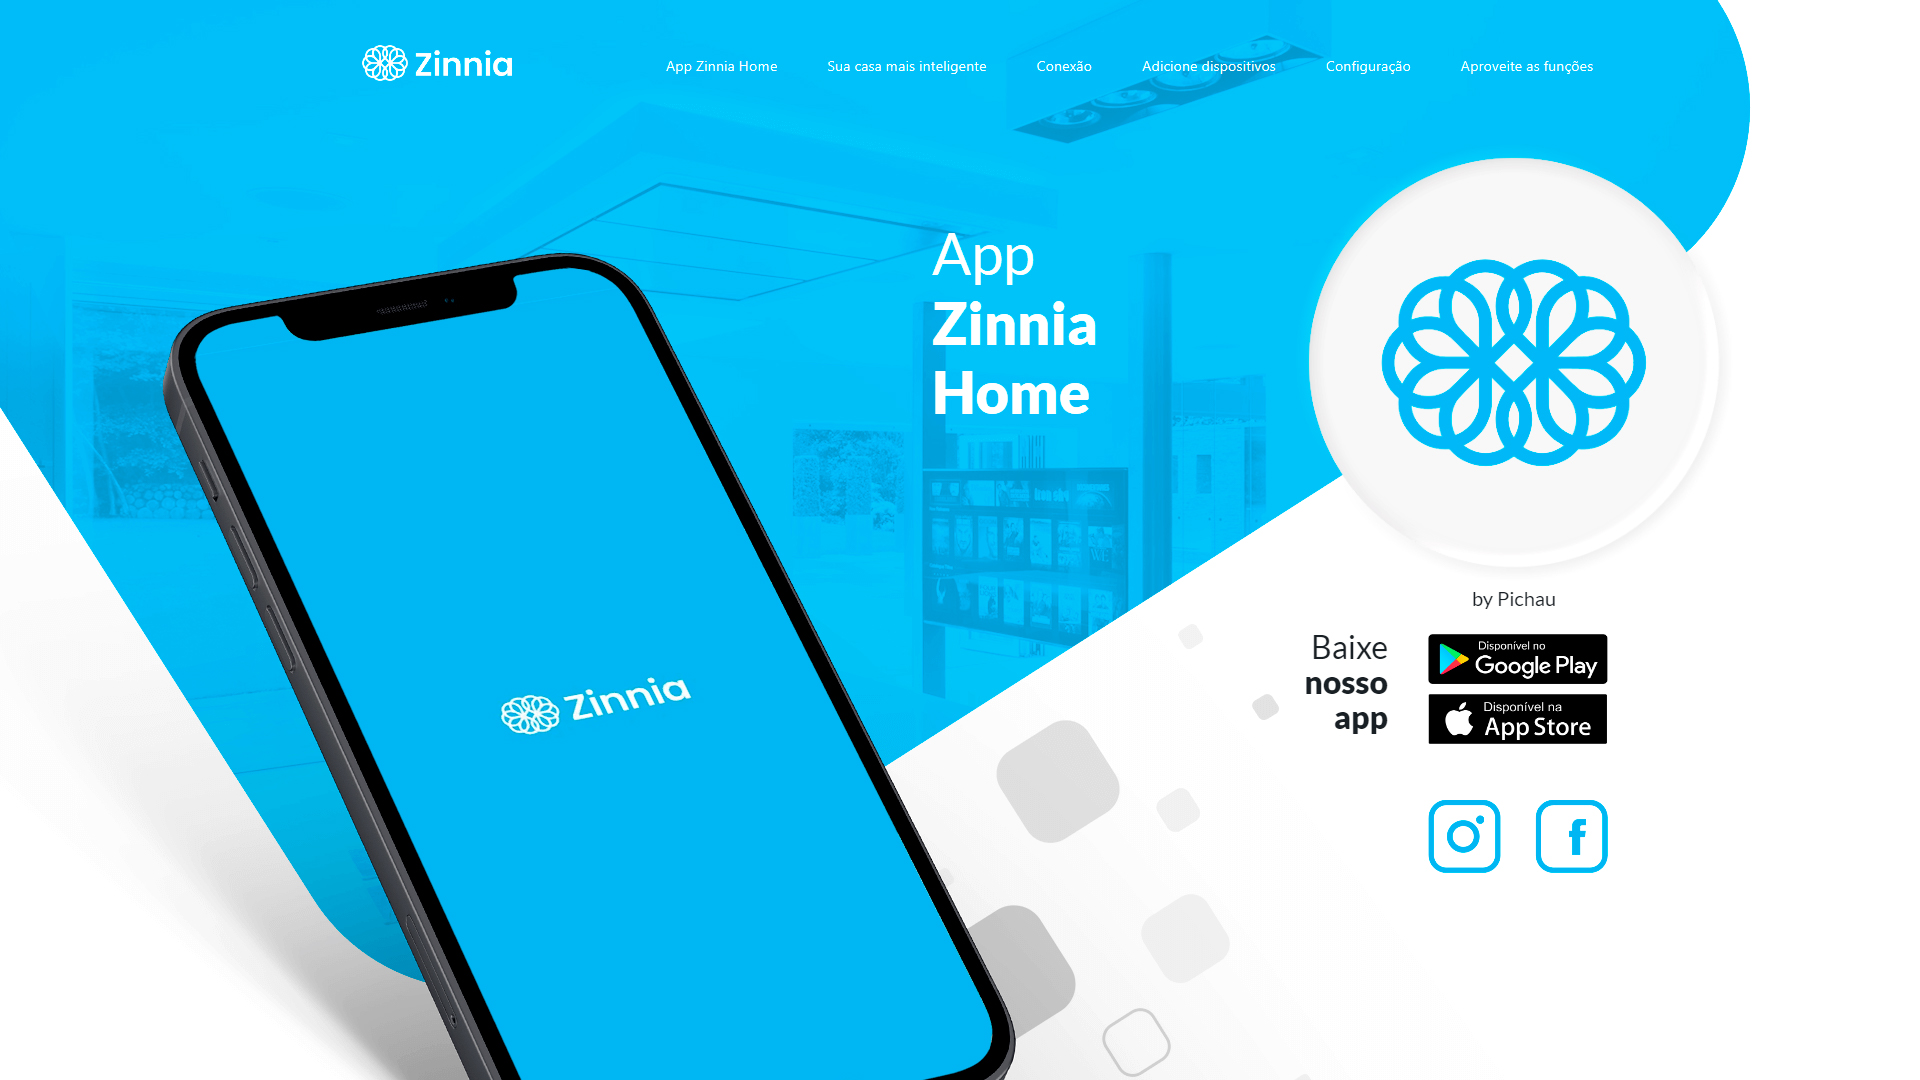 Zinnia
App Zinnia Home
Sua casa mais inteligente
Conexão
Adicione dispositivos
Configuração
Aproveite as funções
App
Zinnia
Home
Zinnia
by Pichau
Baixe
nosso
app
Disponível no
Google Play
Disponível na
App Store